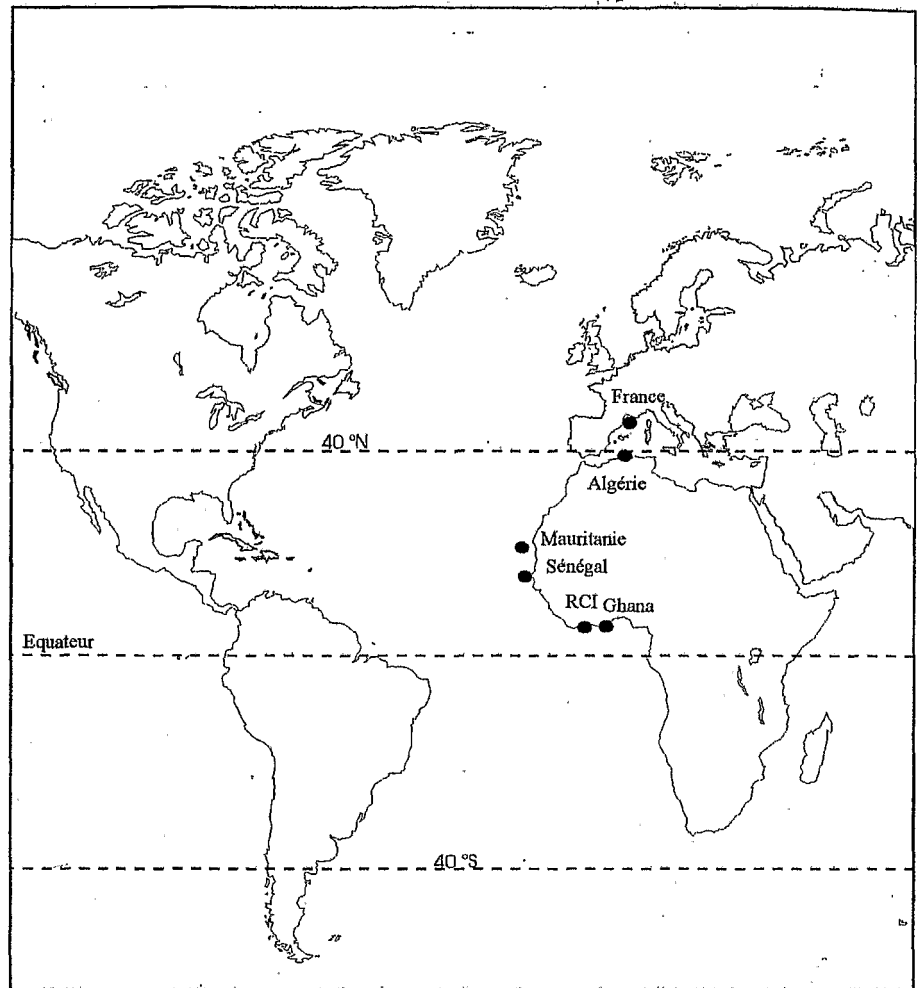 France
40 °N
Algérie
Mauritanie
Sénégal
RCI Ghana
Equateur
40 °S